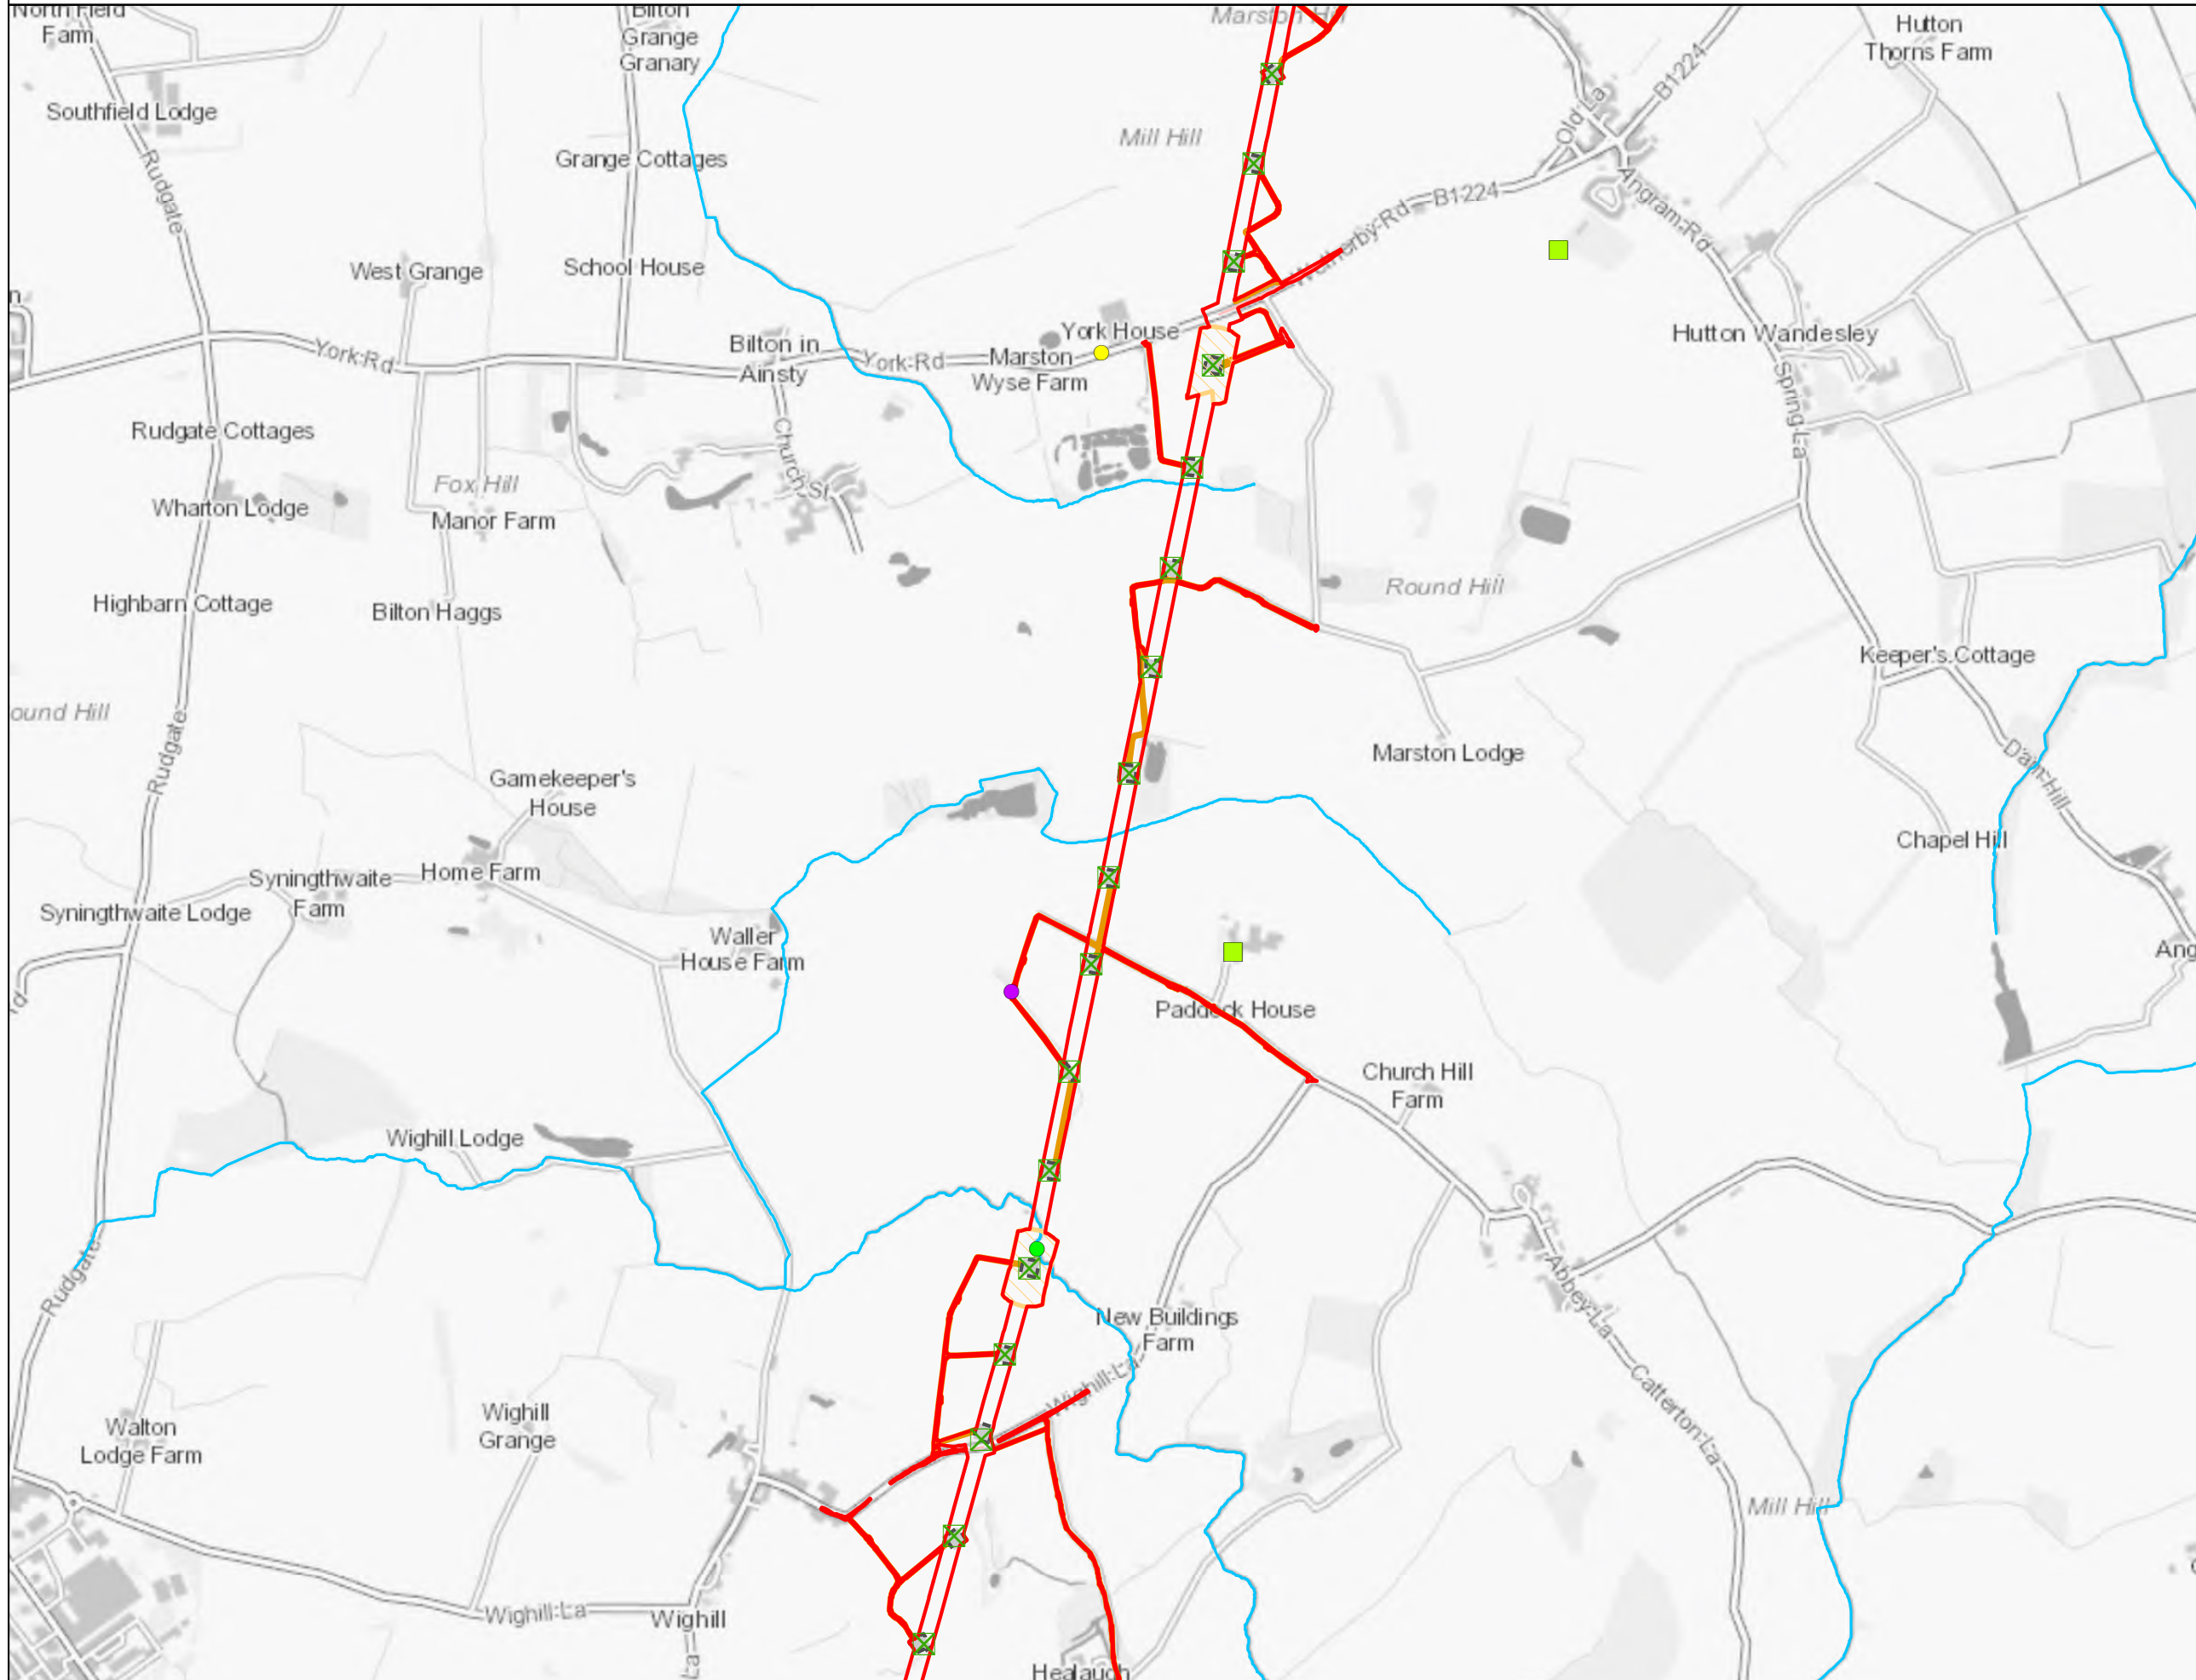 North Field
Farm
Bilton
Grange
Granary
Marston Hill
Hutton
Thorns Farm
Southfield Lodge
B1224
Old La
Mill Hill
Rudgate
Grange Cottages
Angram Rd
B1224
West Grange
School House
Wetherby Rd
York House
Hutton Wandesley
York Rd
Bilton in
Ainsty
York Rd
Marston
Wyse Farm
Spring La
Rudgate Cottages
Church St
Fox Hill
Wharton Lodge
Manor Farm
Round Hill
Highbarn Cottage
Bilton Haggs
Keeper's Cottage
ound Hill
Rudgate
Marston Lodge
Dam Hill
Gamekeeper's
House
Chapel Hill
Home Farm
Syningthwaite
Farm
Syningthwaite Lodge
Waller
House Farm
Ang
rd
Paddock House
Church Hill
Farm
Wighill Lodge
Rudgate
Abbey La
New Buildings
Farm
Wighill La
Catterton La
Walton
Lodge Farm
Wighill
Grange
Mill Hill
Wighill La
Wighill
La
Healaugh